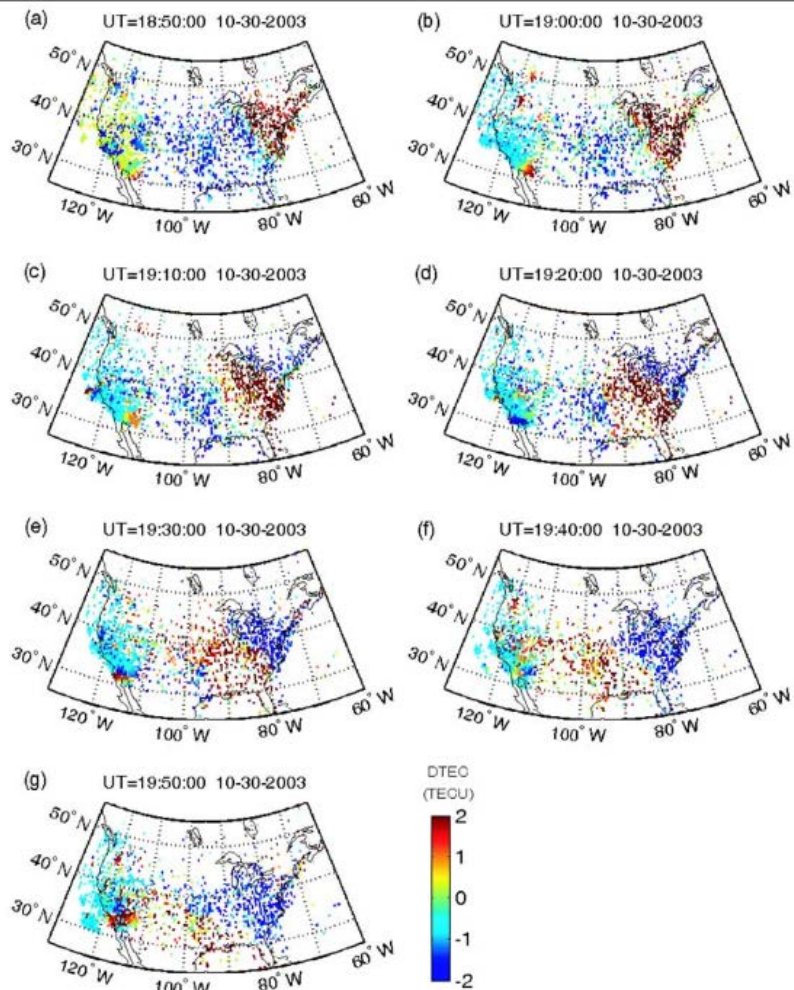 (a) UT=18:50:00 10-30-2003
50° N
40° N
30° N
120° W
100° W
80° W
60° W
(b) UT=19:00:00 10-30-2003
50° N
40° N
30° N
120° W
100° W
80° W
60° W
(c) UT=19:10:00 10-30-2003
50° N
40° N
30° N
120° W
100° W
80° W
60° W
(d) UT=19:20:00 10-30-2003
50° N
40° N
30° N
120° W
100° W
80° W
60° W
(e) UT=19:30:00 10-30-2003
50° N
40° N
30° N
120° W
100° W
80° W
60° W
(f) UT=19:40:00 10-30-2003
50° N
40° N
30° N
120° W
100° W
80° W
60° W
(g) UT=19:50:00 10-30-2003
50° N
40° N
30° N
120° W
100° W
80° W
60° W
DTEC
(TECU)
2
1
0
-1
-2